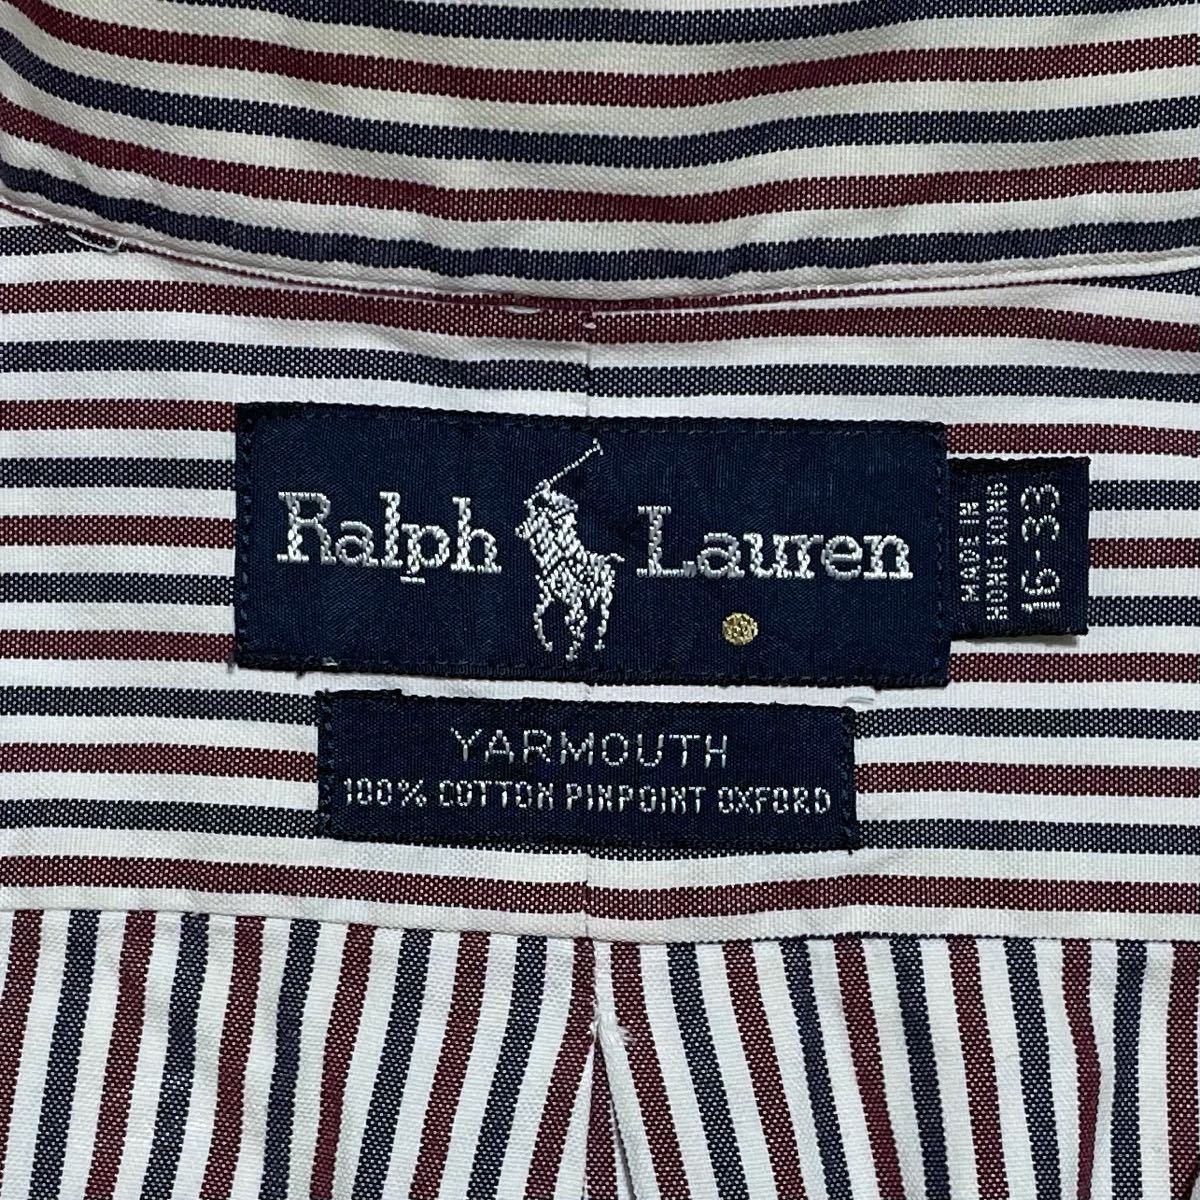 Ralph Lauren
MADE IN
HONG KONG
16-33
YARMOUTH
100% COTTON PINPOINT OXFORD